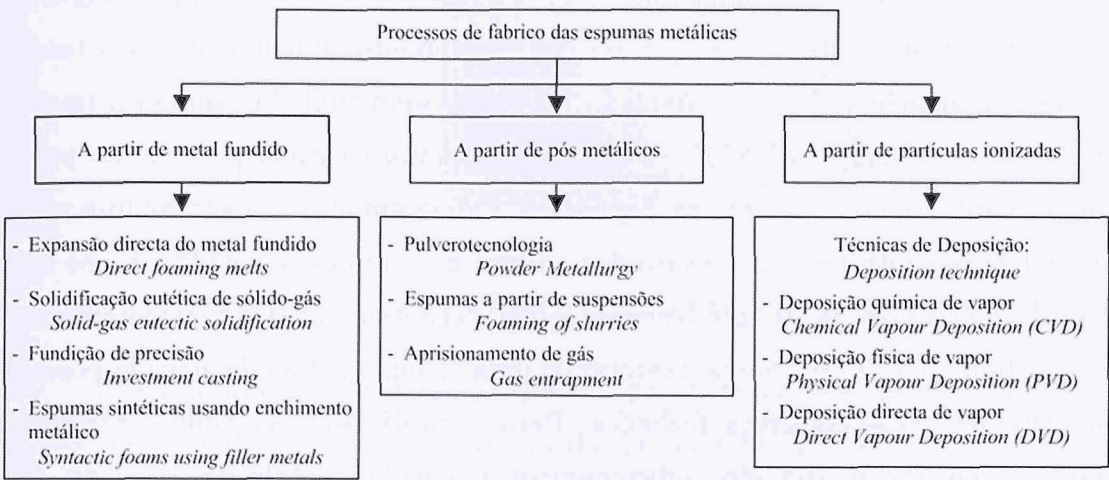 Processos de fabrico das espumas metálicas
A partir de metal fundido
A partir de pós metálicos
A partir de partículas ionizadas
- Expansão directa do metal fundido
Direct foaming melts
- Solidificação eutética de sólido-gás
Solid-gas eutectic solidification
- Fundição de precisão
Investment casting
- Espumas sintéticas usando enchimento
metálico
Syntactic foams using filler metals
- Pulverotecnologia
Powder Metallurgy
- Espumas a partir de suspensões
Foaming of slurries
- Aprisionamento de gás
Gas entrapment
Técnicas de Deposição:
Deposition technique
- Deposição química de vapor
Chemical Vapour Deposition (CVD)
- Deposição física de vapor
Physical Vapour Deposition (PVD)
- Deposição directa de vapor
Direct Vapour Deposition (DVD)